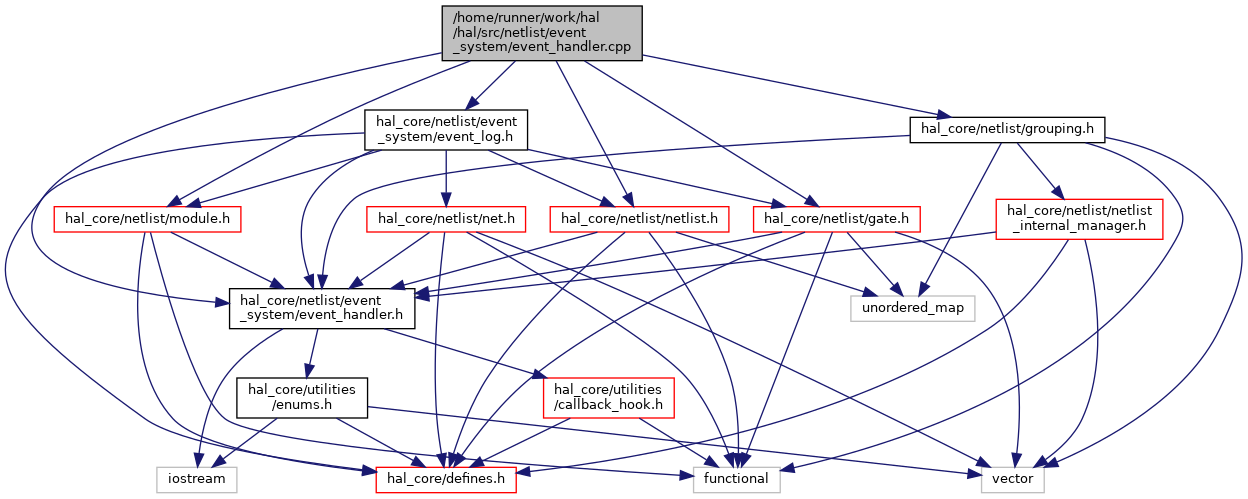 /home/runner/work/hal
/hal/src/netlist/event
_system/event_handler.cpp
hal_core/netlist/event
_system/event_log.h
hal_core/netlist/grouping.h
hal_core/netlist/module.h
hal_core/netlist/net.h
hal_core/netlist/netlist.h
hal_core/netlist/gate.h
hal_core/netlist/netlist
_internal_manager.h
hal_core/netlist/event
_system/event_handler.h
unordered_map
hal_core/utilities
/enums.h
hal_core/utilities
/callback_hook.h
iostream
hal_core/defines.h
functional
vector